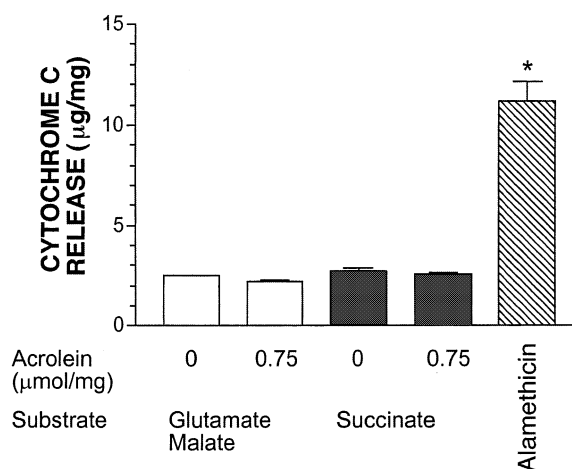 CYTOCHROME C
RELEASE (µg/mg)
15
10
5
0
*
Acrolein
(µmol/mg)
0 0.75 0 0.75
Alamethicin
Substrate
Glutamate
Malate
Succinate